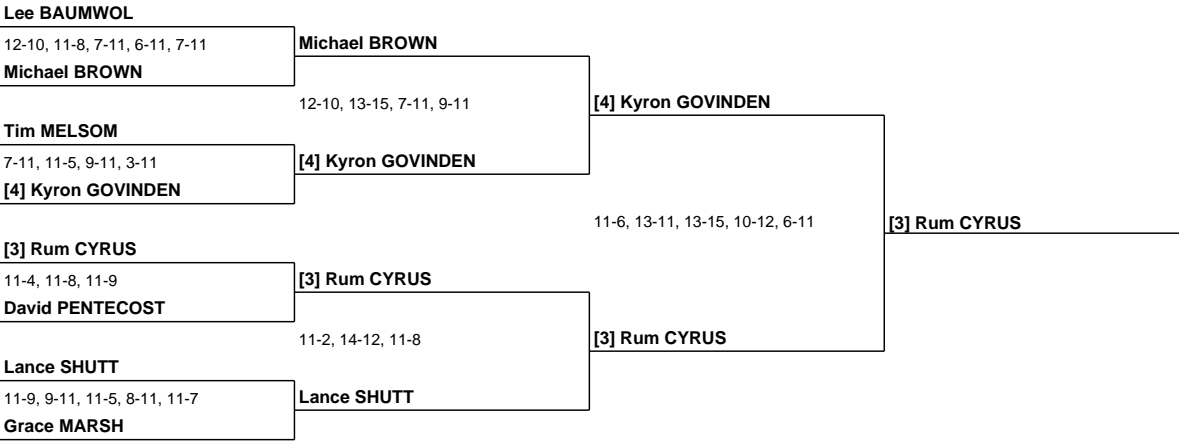 Lee BAUMWOL
12-10, 11-8, 7-11, 6-11, 7-11
Michael BROWN
Michael BROWN
12-10, 13-15, 7-11, 9-11
[4] Kyron GOVINDEN
Tim MELSOM
7-11, 11-5, 9-11, 3-11
[4] Kyron GOVINDEN
[4] Kyron GOVINDEN
11-6, 13-11, 13-15, 10-12, 6-11
[3] Rum CYRUS
[3] Rum CYRUS
11-4, 11-8, 11-9
[3] Rum CYRUS
David PENTECOST
11-2, 14-12, 11-8
[3] Rum CYRUS
Lance SHUTT
11-9, 9-11, 11-5, 8-11, 11-7
Lance SHUTT
Grace MARSH